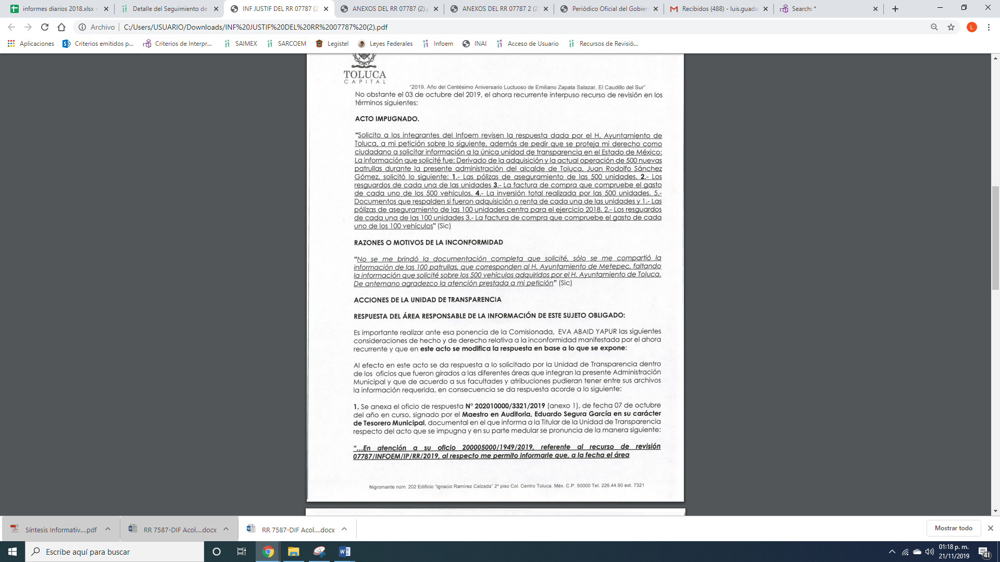 informes diarios 2018.xlsx -
Detalle del Seguimiento de
INF JUSTIF DEL RR 07787 (2
ANEXOS DEL RR 07787 (2).p
ANEXOS DEL RR 07787 2 (2
Periódico Oficial del Gobier
Recibidos (488) - luis.guada
Search: *
Archivo
C:/Users/USUARIO/Downloads/INF%20JUSTIF%20DEL%20RR%2007787%20(2).pdf
L
Aplicaciones
Criterios emitidos p...
Criterios de Interpr...
SAIMEX
SARCOEM
Legistel
Leyes Federales
Infoem
INAI
Acceso de Usuario
Recursos de Revisió...
TOLUCA
CAPITAL
"2019. Año del Centésimo Aniversario Luctuoso de Emiliano Zapata Salazar, El Caudillo del Sur"
No obstante el 03 de octubre del 2019, el ahora recurrente interpuso recurso de revisión en los
términos siguientes:
ACTO IMPUGNADO.
"Solicito a los integrantes del Infoem revisen la respuesta dada por el H. Ayuntamiento de
Toluca, a mi petición sobre lo siguiente, además de pedir que se proteja mi derecho como
ciudadano a solicitar información a la única unidad de transparencia en el Estado de México:
La información que solicité fue: Derivado de la adquisición y la actual operación de 500 nuevas
patrullas durante la presente administración del alcalde de Toluca, Juan Rodolfo Sánchez
Gómez, solicitó lo siguiente: 1.- Las pólizas de aseguramiento de las 500 unidades. 2.- Los
resguardos de cada una de las unidades 3.- La factura de compra que compruebe el gasto
de cada uno de los 500 vehículos. 4.- La inversión total realizada por las 500 unidades. 5.-
Documentos que respalden si fueron adquisición o renta de cada una de las unidades y 1.- Las
pólizas de aseguramiento de las 100 unidades centra para el ejercicio 2018. 2.- Los resguardos
de cada una de las 100 unidades 3.- La factura de compra que compruebe el gasto de cada
uno de los 100 vehículos" (Sic)
RAZONES O MOTIVOS DE LA INCONFORMIDAD
"No se me brindó la documentación completa que solicité, sólo se me compartió la
información de las 100 patrullas, que corresponden al H. Ayuntamiento de Metepec, faltando
la información que solicité sobre los 500 vehículos adquiridos por el H. Ayuntamiento de Toluca.
De antemano agradezco la atención prestada a mi petición" (Sic)
ACCIONES DE LA UNIDAD DE TRANSPARENCIA
RESPUESTA DEL ÁREA RESPONSABLE DE LA INFORMACIÓN DE ESTE SUJETO OBLIGADO:
Es importante realizar ante esa ponencia de la Comisionada, EVA ABAID YAPUR las siguientes
consideraciones de hecho y de derecho relativa a la inconformidad manifestada por el ahora
recurrente y que en este acto se modifica la respuesta en base a lo que se expone:
Al efecto en este acto se da respuesta a lo solicitado por la Unidad de Transparencia dentro
de los oficios que fueron girados a las diferentes áreas que integran la presente Administración
Municipal y que de acuerdo a sus facultades y atribuciones pudieran tener entre sus archivos
la información requerida, en consecuencia se da respuesta acorde a lo siguiente:
1. Se anexa el oficio de respuesta N° 202010000/3321/2019 (anexo 1), de fecha 07 de octubre
del año en curso, signado por el Maestro en Auditoria, Eduardo Segura García en su carácter
de Tesorero Municipal, documental en el que informa a la Titular de la Unidad de Transparencia
respecto del acto que se impugna y en su parte medular se pronuncia de la manera siguiente:
"...En atención a su oficio 200005000/1949/2019, referente al recurso de revisión
07787/INFOEM/IP/RR/2019, al respecto me permito informarle que, a la fecha el área
Nigromante núm. 202 Edificio "Ignacio Ramírez Calzada" 2º piso Col. Centro Toluca. Méx. C.P. 50000 Tel. 226.44.90 ext. 7321
Síntesis Informativ....pdf
RR 7587-DIF Acol....docx
RR 7587-DIF Acol....docx
Mostrar todo
Escribe aquí para buscar
01:18 p. m.
21/11/2019
41